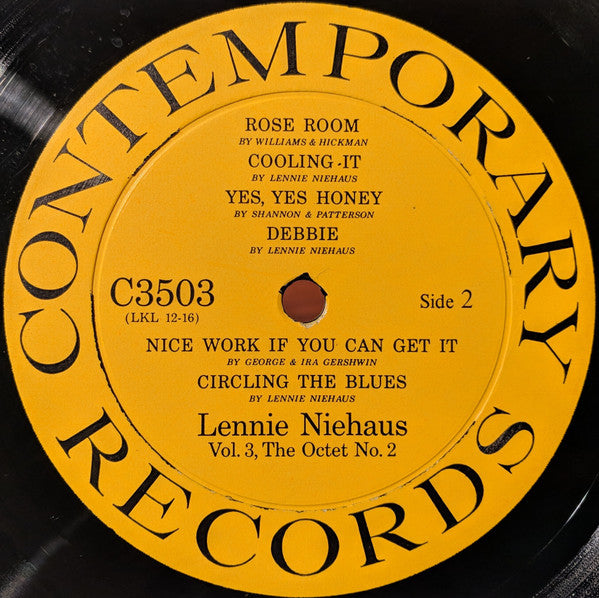 CONTEMPORARY
ROSE ROOM
BY WILLIAMS & HICKMAN
COOLING-IT
BY LENNIE NIEHAUS
YES, YES HONEY
BY SHANNON & PATTERSON
DEBBIE
BY LENNIE NIEHAUS
C3503
(LKL 12-16)
Side 2
NICE WORK IF YOU CAN GET IT
BY GEORGE & IRA GERSHWIN
CIRCLING THE BLUES
BY LENNIE NIEHAUS
Lennie Niehaus
Vol. 3, The Octet No. 2
RECORDS